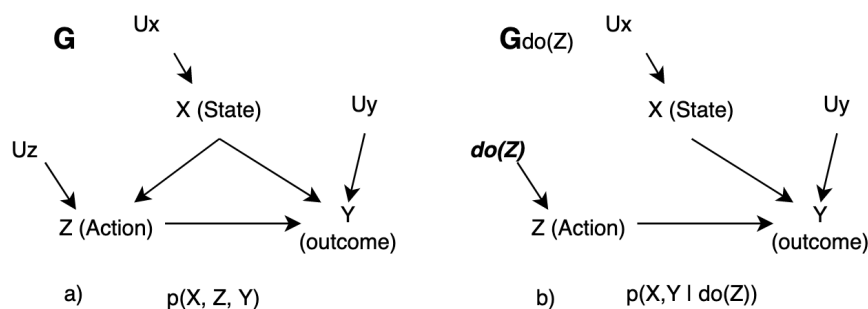 G
Ux
X (State)
Uy
Uz
Z (Action)
Y
(outcome)
a)
p(X, Z, Y)
Gdo(Z)
Ux
X (State)
Uy
do(Z)
Z (Action)
Y
(outcome)
b)
p(X,Y | do(Z))